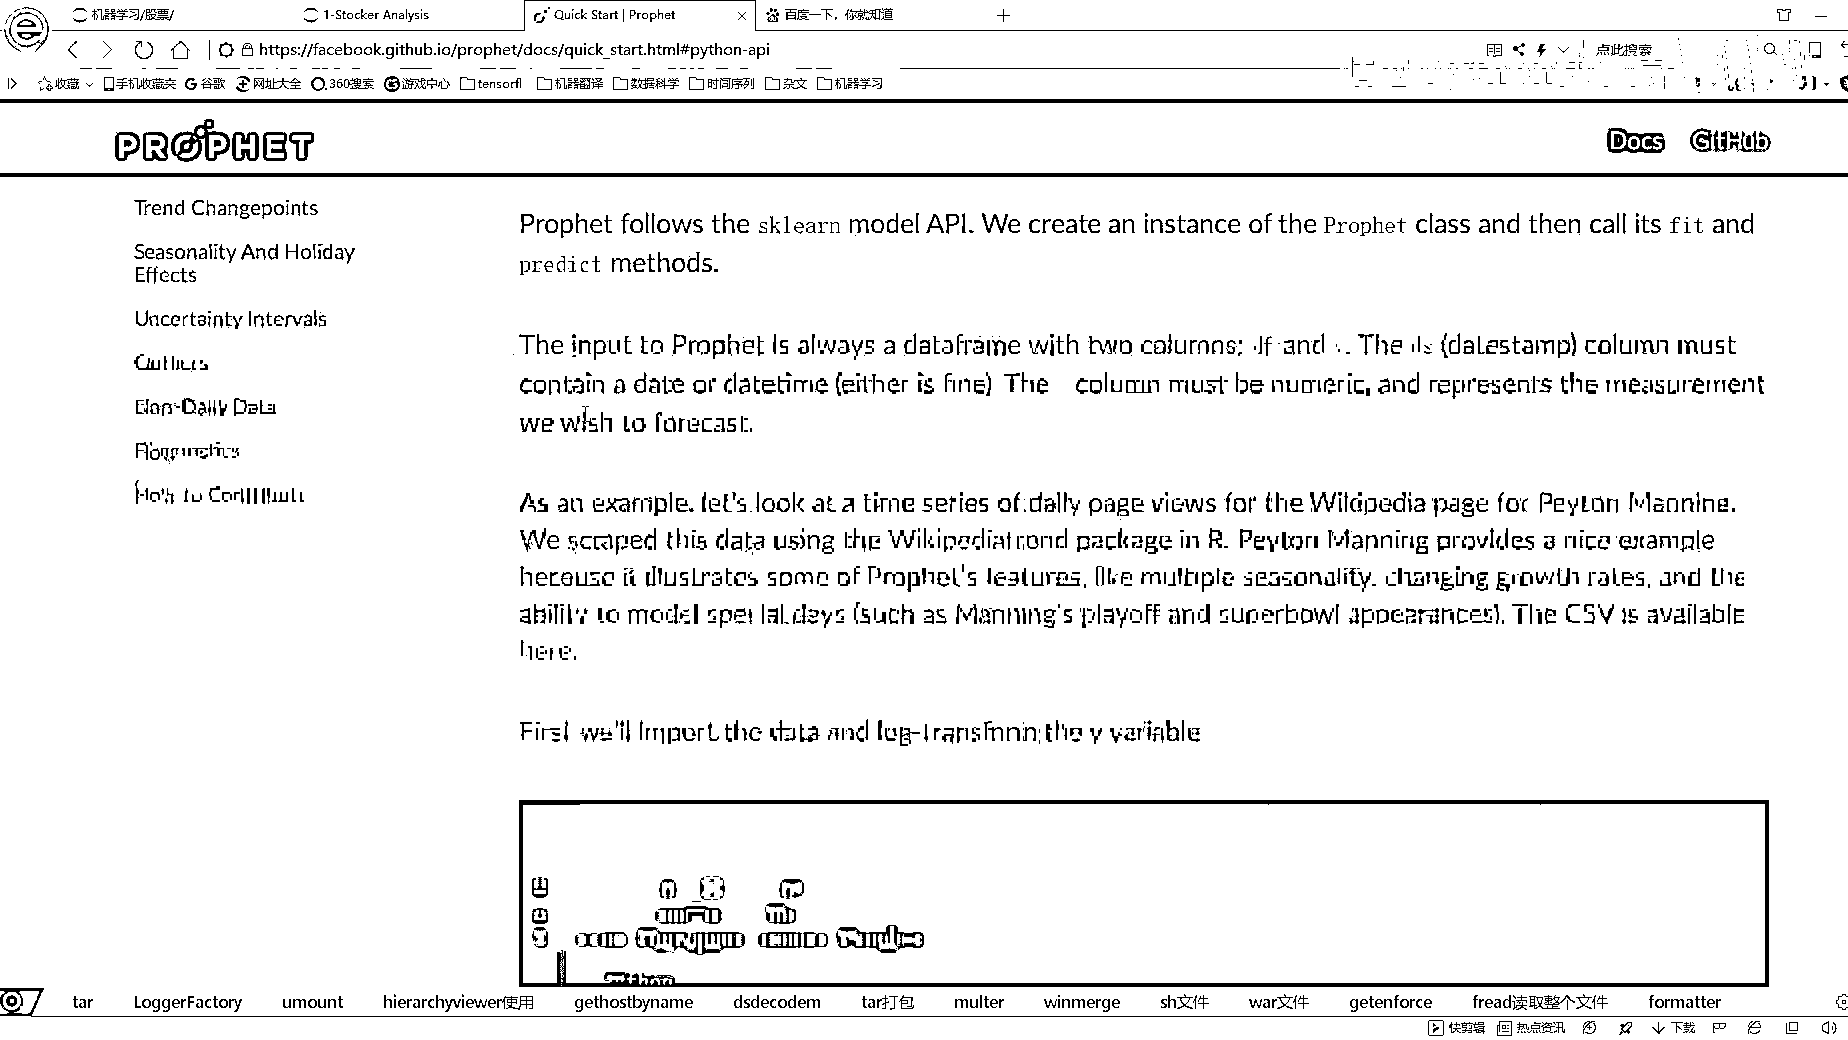 机器学习/股票/
1-Stocker Analysis
Quick Start | Prophet
百度一下，你就知道
https://facebook.github.io/prophet/docs/quick_start.html#python-api
点此搜索
收藏 手机收藏夹 谷歌 网址大全 360搜索 游戏中心 tensorfl 机器翻译 数据科学 时间序列 杂文 机器学习
PROPHET
Docs GitHub
Trend Changepoints
Seasonality And Holiday
Effects
Uncertainty Intervals
Outliers
Non-Daily Data
Diagnostics
How to Contribute
Prophet follows the sklearn model API. We create an instance of the Prophet class and then call its fit and
predict methods.
The input to Prophet is always a dataframe with two columns: and . The ds (datestamp) column must
contain a date or datetime (either is fine). The column must be numeric, and represents the measurement
we wish to forecast.
As an example, let's look at a time series of daily page views for the Wikipedia page for Peyton Manning.
We scraped this data using the Wikipediatrend package in R. Peyton Manning provides a nice example
because it illustrates some of Prophet's features, like multiple seasonality, changing growth rates, and the
ability to model special days (such as Manning's playoff and superbowl appearances). The CSV is available
here.
First we'll import the data and log-transform the y variable
tar LoggerFactory umount hierarchyviewer使用 gethostbyname dsdecodem tar打包 multer winmerge sh文件 war文件 getenforce fread读取整个文件 formatter
快剪辑 热点资讯 下载